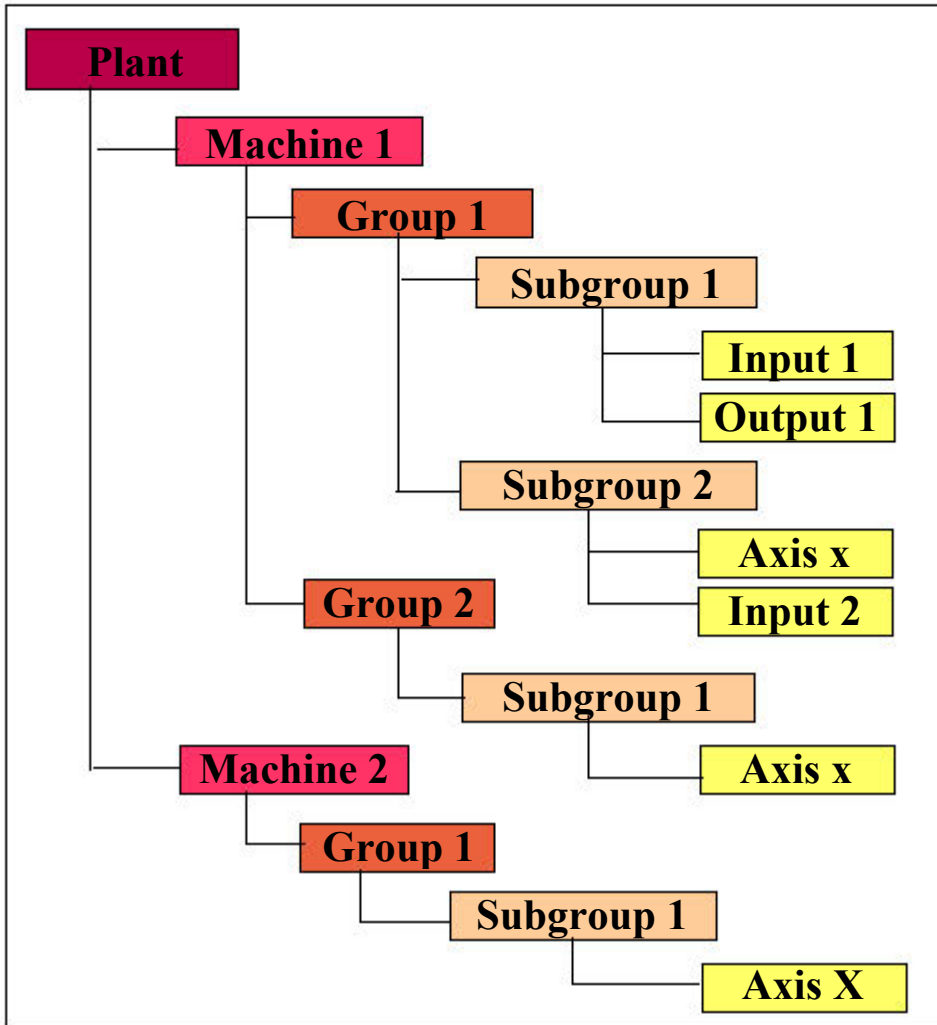 Plant
Machine 1
Group 1
Subgroup 1
Input 1
Output 1
Subgroup 2
Axis x
Input 2
Group 2
Subgroup 1
Axis x
Machine 2
Group 1
Subgroup 1
Axis X